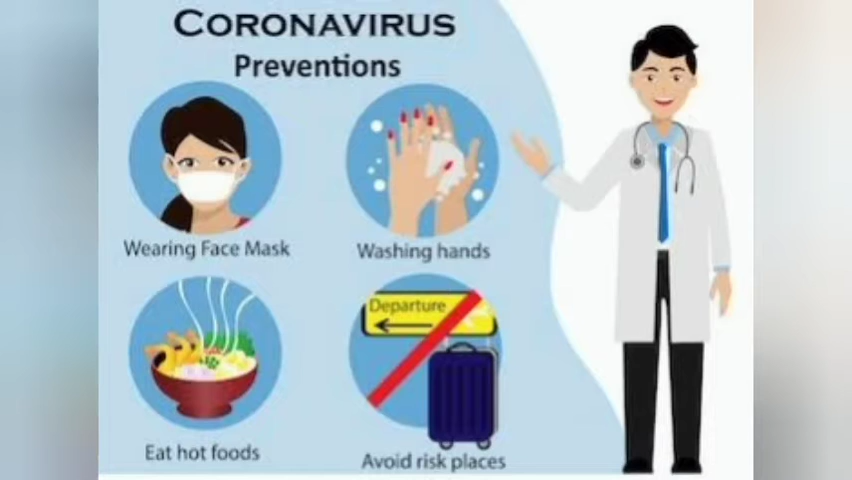 CORONAVIRUS
Preventions
Wearing Face Mask
Washing hands
Departure
Eat hot foods
Avoid risk places